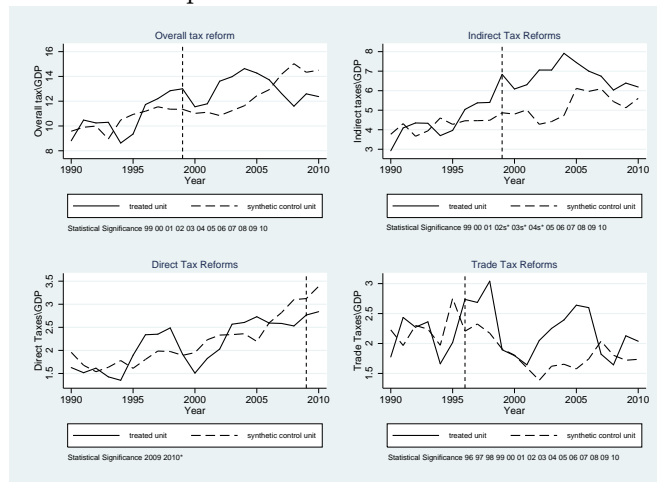 Overall tax reform
Overall tax\GDP
16
14
12
10
8
1990 1995 2000 2005 2010
Year
treated unit synthetic control unit
Statistical Significance 99 00 01 02 03 04 05 06 07 08 09 10
Indirect Tax Reforms
Indirect taxes\GDP
8
7
6
5
4
3
1990 1995 2000 2005 2010
Year
treated unit synthetic control unit
Statistical Significance 99 00 01 02s* 03s* 04s* 05 06 07 08 09 10
Direct Tax Reforms
Direct Taxes\GDP
3.5
3
2.5
2
1.5
1990 1995 2000 2005 2010
Year
treated unit synthetic control unit
Statistical Significance 2009 2010*
Trade Tax Reforms
Trade Taxes\GDP
3
2.5
2
1.5
1990 1995 2000 2005 2010
Year
treated unit synthetic control unit
Statistical Significance 96 97 98 99 00 01 02 03 04 05 06 07 08 09 10